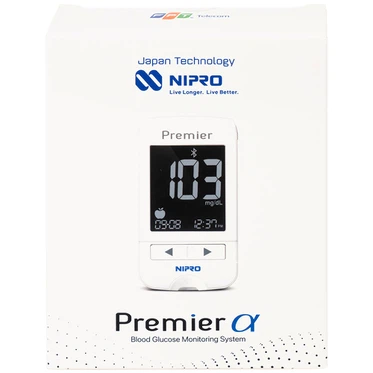 FPT Telecom
Japan Technology
NIPRO
Live Longer. Live Better.
Premier
103
mg/dL
09-08 12:37
NIPRO
Premier α
Blood Glucose Monitoring System